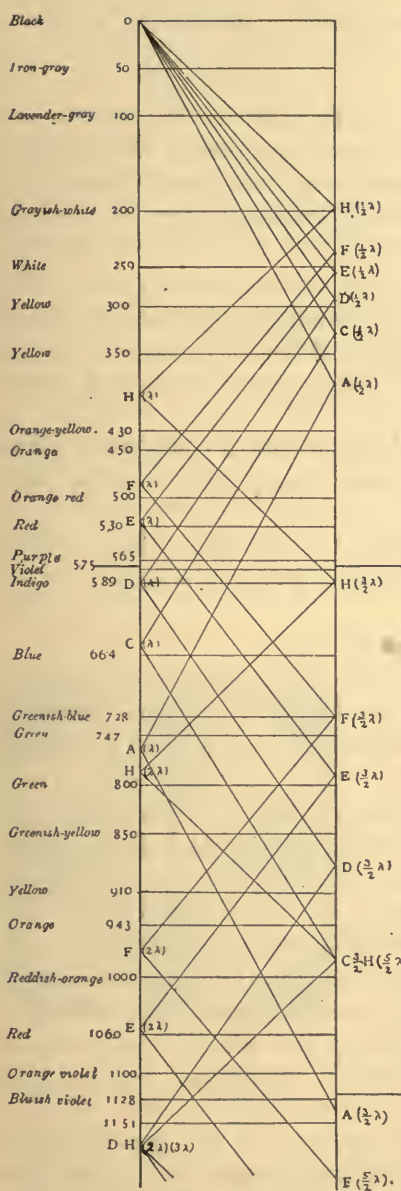 Black 0
Iron-gray 50
Lavender-gray 100
Grayish-white 200 H (½λ)
F (½λ)
White 259 E (½λ)
Yellow 300 D (½λ)
C (½λ)
Yellow 350
A (½λ)
H (λ)
Orange-yellow. 430
Orange 450
F (λ)
Orange red 500
Red 530 E (λ)
Purple 565
Violet 575
Indigo 589 D (λ) H (3/2 λ)
C (λ)
Blue 664
Greenish-blue 728 F (3/2 λ)
Green 747
A (λ)
H (2λ) E (3/2 λ)
Green 800
Greenish-yellow 850
D (3/2 λ)
Yellow 910
Orange 943
F (2λ) C 3/2 H (5/2 λ
Reddish-orange 1000
Red 1060 E (2λ)
Orange violet 1100
Bluish violet 1128
A (3/2 λ)
1151
D H (2λ)(3λ)
(5/2 λ).